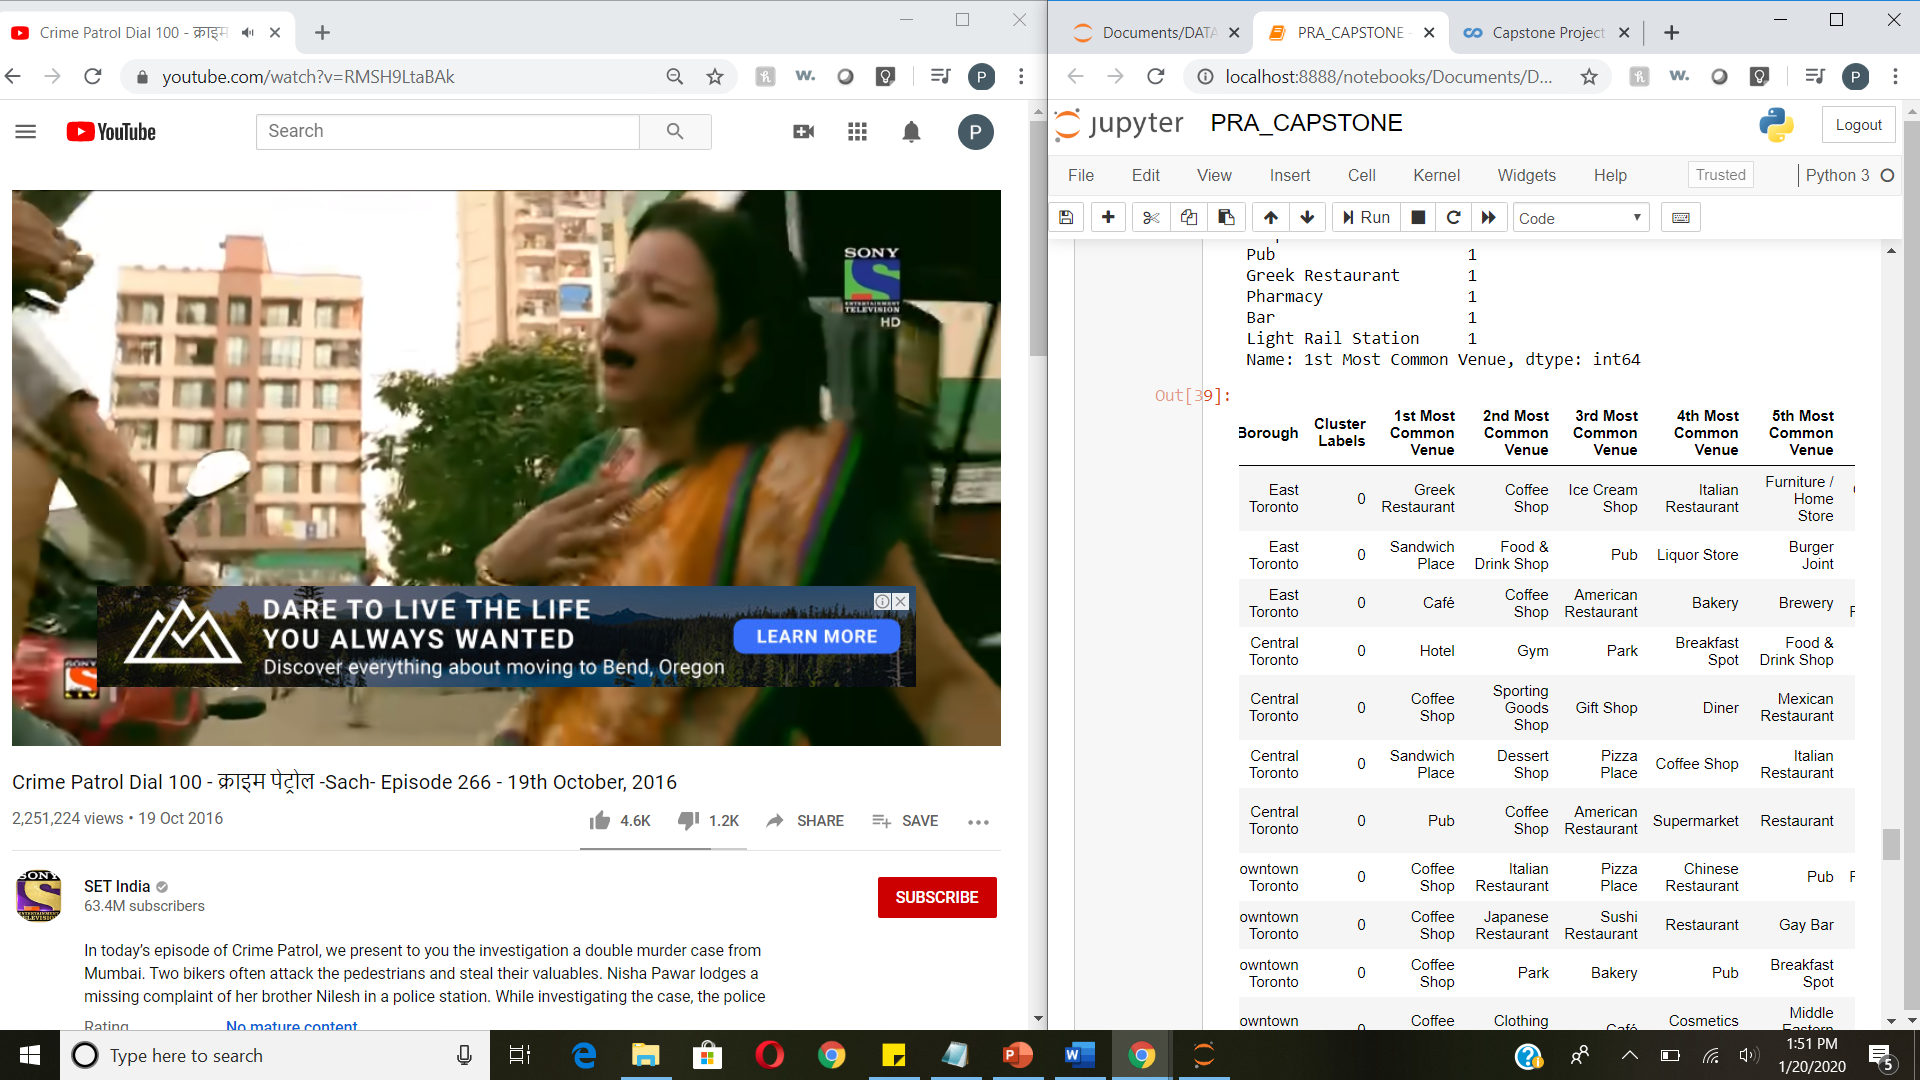 Crime Patrol Dial 100 - क्राइम
youtube.com/watch?v=RMSH9LtaBAk
P
YouTube
Search
P
SONY
S
ENTERTAINMENT
TELEVISION
HD
DARE TO LIVE THE LIFE
YOU ALWAYS WANTED
LEARN MORE
Discover everything about moving to Bend, Oregon
SONY
S
Crime Patrol Dial 100 - क्राइम पेट्रोल -Sach- Episode 266 - 19th October, 2016
2,251,224 views • 19 Oct 2016
4.6K 1.2K SHARE SAVE
SONY
S
SET India
63.4M subscribers
SUBSCRIBE
In today's episode of Crime Patrol, we present to you the investigation a double murder case from
Mumbai. Two bikers often attack the pedestrians and steal their valuables. Nisha Pawar lodges a
missing complaint of her brother Nilesh in a police station. While investigating the case, the police
Rating No mature content
Documents/DATA PRA_CAPSTONE - Capstone Project
localhost:8888/notebooks/Documents/D...
w.
P
jupyter PRA_CAPSTONE
Logout
File Edit View Insert Cell Kernel Widgets Help Trusted Python 3
Run Code
Pub 1
Greek Restaurant 1
Pharmacy 1
Bar 1
Light Rail Station 1
Name: 1st Most Common Venue, dtype: int64
Out[39]:
1st Most 2nd Most 3rd Most 4th Most 5th Most
Borough Cluster Labels Common Common Common Common Common
Venue Venue Venue Venue Venue
East Toronto 0 Greek Restaurant Coffee Shop Ice Cream Shop Italian Restaurant Furniture / Home Store
East Toronto 0 Sandwich Place Food & Drink Shop Pub Liquor Store Burger Joint
East Toronto 0 Café Coffee Shop American Restaurant Bakery Brewery
Central Toronto 0 Hotel Gym Park Breakfast Spot Food & Drink Shop
Central Toronto 0 Coffee Shop Sporting Goods Shop Gift Shop Diner Mexican Restaurant
Central Toronto 0 Sandwich Place Dessert Shop Pizza Place Coffee Shop Italian Restaurant
Central Toronto 0 Pub Coffee Shop American Restaurant Supermarket Restaurant
owntown Toronto 0 Coffee Shop Italian Restaurant Pizza Place Chinese Restaurant Pub
owntown Toronto 0 Coffee Shop Japanese Restaurant Sushi Restaurant Restaurant Gay Bar
owntown Toronto 0 Coffee Shop Park Bakery Pub Breakfast Spot
owntown 0 Coffee Clothing Café Cosmetics Middle Eastern
Type here to search
1:51 PM
1/20/2020
5